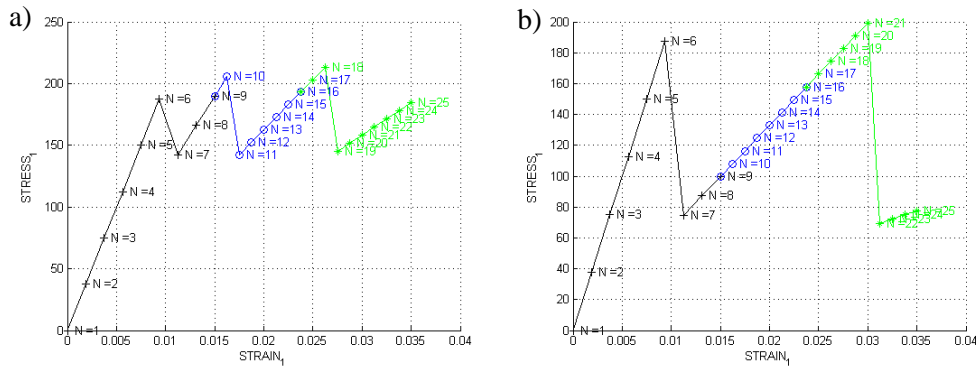 a)
250
200
150
100
50
0
STRESS1
N =1
N =2
N =3
N =4
N =5
N =6
N =7
N =8
N =9
N =10
N =11
N =12
N =13
N =14
N =15
N =16
N =17
N =18
N =19
N =20
N =21
N =22
N =23
N =24
N =25
0 0.005 0.01 0.015 0.02 0.025 0.03 0.035 0.04
STRAIN1
b)
200
180
160
140
120
100
80
60
40
20
0
STRESS1
N =1
N =2
N =3
N =4
N =5
N =6
N =7
N =8
N =9
N =10
N =11
N =12
N =13
N =14
N =15
N =16
N =17
N =18
N =19
N =20
N =21
N =22
=23
=24
=25
0 0.005 0.01 0.015 0.02 0.025 0.03 0.035 0.04
STRAIN1